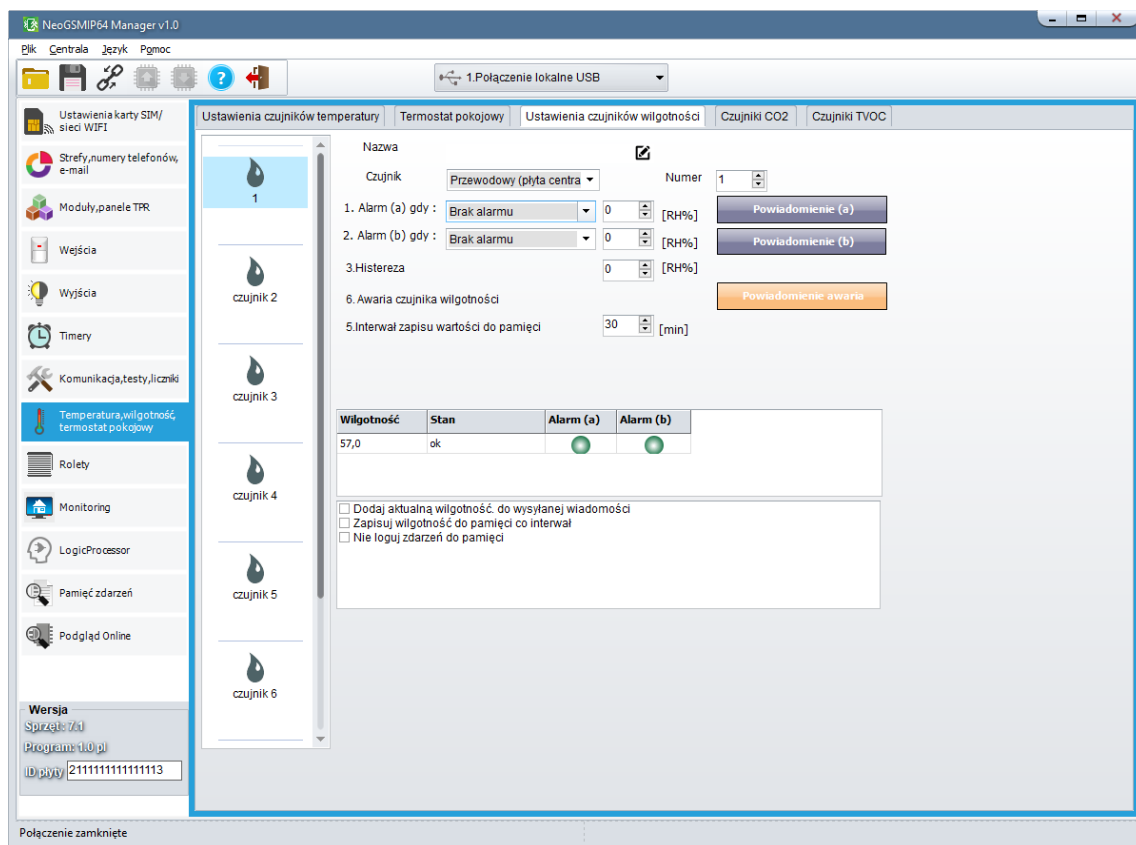 NeoGSMIP64 Manager v1.0
Plik Centrala Język Pomoc
1.Połączenie lokalne USB
Ustawienia karty SIM/
sieci WIFI
Strefy,numery telefonów,
e-mail
Moduły,panele TPR
Wejścia
Wyjścia
Timery
Komunikacja,testy,liczniki
Temperatura,wilgotność,
termostat pokojowy
Rolety
Monitoring
LogicProcessor
Pamięć zdarzeń
Podgląd Online
Wersja
Sprzęt: 7.1
Program: 1.0 pl
ID płyty 2111111111111113
Ustawienia czujników temperatury Termostat pokojowy Ustawienia czujników wilgotności Czujniki CO2 Czujniki TVOC
1
czujnik 2
czujnik 3
czujnik 4
czujnik 5
czujnik 6
Nazwa
Czujnik Przewodowy (płyta centra Numer 1
1. Alarm (a) gdy : Brak alarmu 0 [RH%] Powiadomienie (a)
2. Alarm (b) gdy : Brak alarmu 0 [RH%] Powiadomienie (b)
3.Histereza 0 [RH%]
6. Awaria czujnika wilgotności Powiadomienie awaria
5.Interwał zapisu wartości do pamięci 30 [min]
Wilgotność Stan Alarm (a) Alarm (b)
57,0 ok
Dodaj aktualną wilgotność. do wysyłanej wiadomości
Zapisuj wilgotność do pamięci co interwał
Nie loguj zdarzeń do pamięci
Połączenie zamknięte